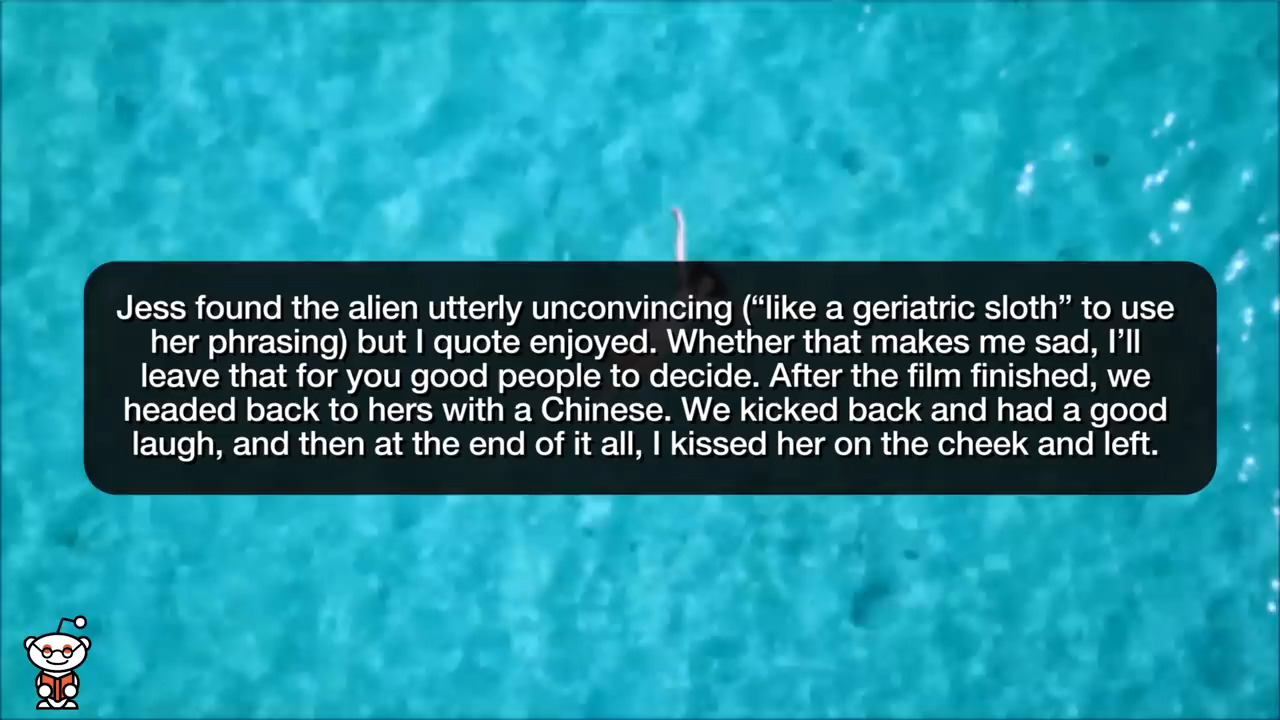 Jess found the alien utterly unconvincing (“like a geriatric sloth” to use
her phrasing) but I quote enjoyed. Whether that makes me sad, I’ll
leave that for you good people to decide. After the film finished, we
headed back to hers with a Chinese. We kicked back and had a good
laugh, and then at the end of it all, I kissed her on the cheek and left.